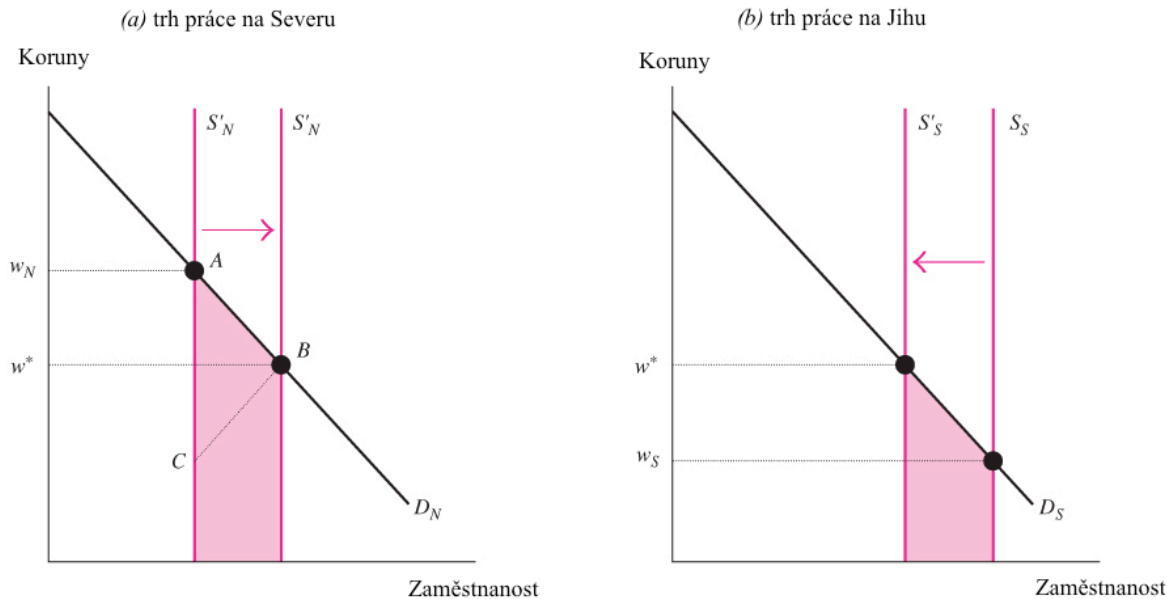 (a) trh práce na Severu
Koruny
S'N
S'N
wN
A
w*
B
C
DN
Zaměstnanost
(b) trh práce na Jihu
Koruny
S'S
SS
w*
wS
DS
Zaměstnanost